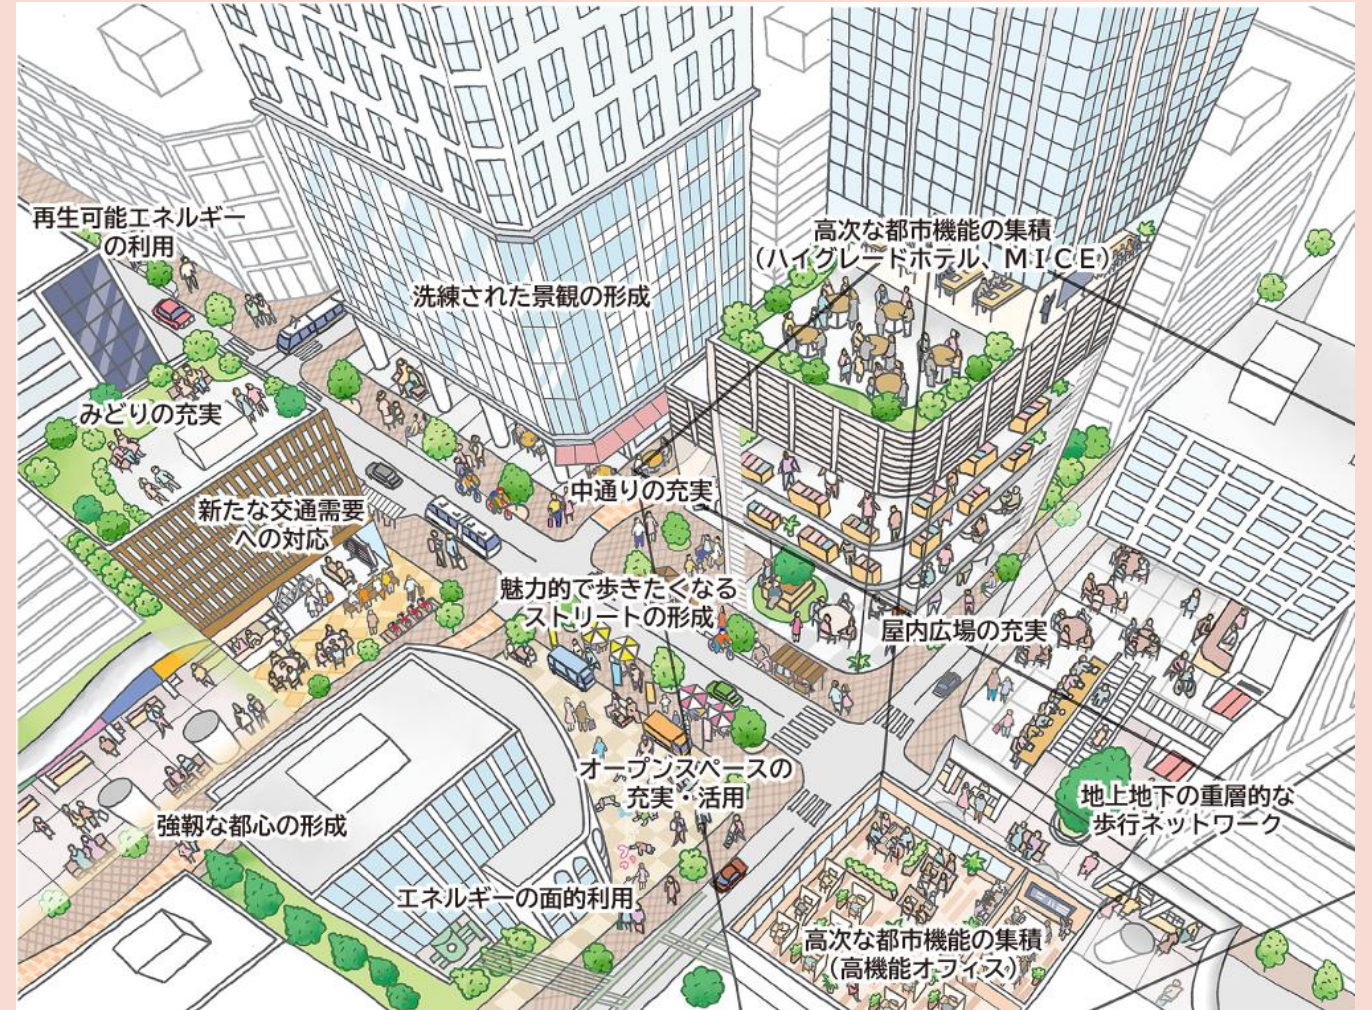 再生可能エネルギー
の利用
高次な都市機能の集積
(ハイグレードホテル、ＭＩＣＥ)
洗練された景観の形成
みどりの充実
新たな交通需要
への対応
中通りの充実
魅力的で歩きたくなる
ストリートの形成
屋内広場の充実
オープンスペースの
充実・活用
地上地下の重層的な
歩行ネットワーク
強靱な都心の形成
エネルギーの面的利用
高次な都市機能の集積
(高機能オフィス)